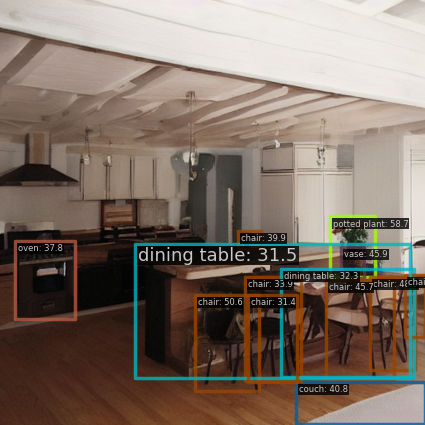 potted plant: 58.7
chair: 39.9
oven: 37.8
dining table: 31.5
vase: 45.9
dining table: 32.3
chair: 33.9
chair: 45.7
chair: 50.6
chair: 31.4
couch: 40.8